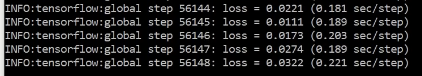 INFO:tensorflow:global step 56144: loss = 0.0221 (0.181 sec/step)
INFO:tensorflow:global step 56145: loss = 0.0111 (0.189 sec/step)
INFO:tensorflow:global step 56146: loss = 0.0173 (0.203 sec/step)
INFO:tensorflow:global step 56147: loss = 0.0274 (0.189 sec/step)
INFO:tensorflow:global step 56148: loss = 0.0322 (0.221 sec/step)